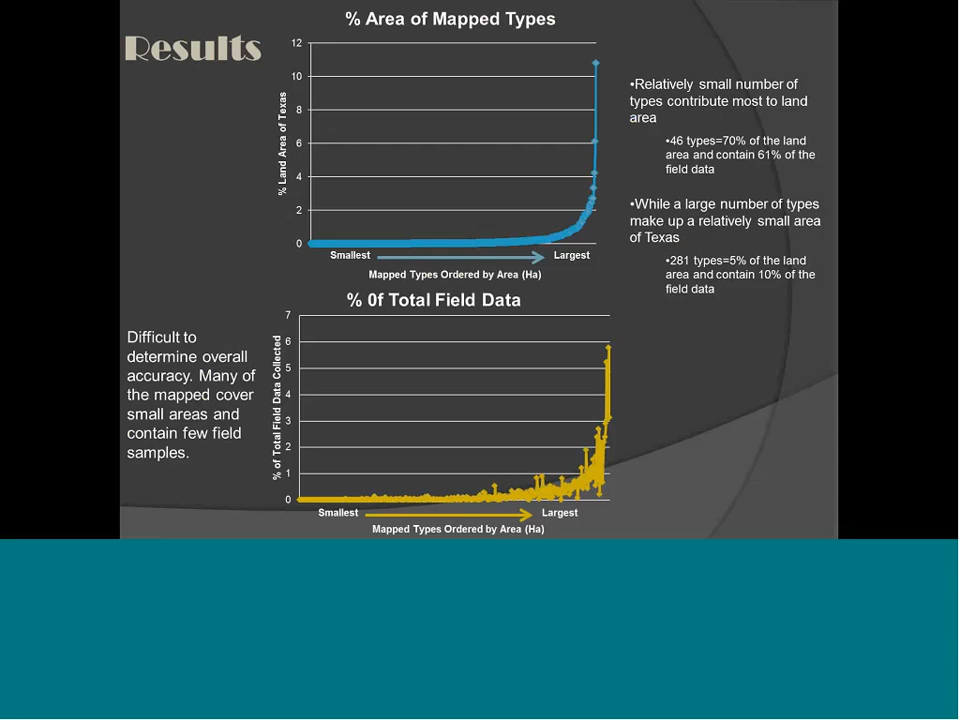 Results
% Area of Mapped Types
% Land Area of Texas
12
10
8
6
4
2
0
Smallest
Largest
Mapped Types Ordered by Area (Ha)
•Relatively small number of
types contribute most to land
area
•46 types=70% of the land
area and contain 61% of the
field data
•While a large number of types
make up a relatively small area
of Texas
•281 types=5% of the land
area and contain 10% of the
field data
Difficult to
determine overall
accuracy. Many of
the mapped cover
small areas and
contain few field
samples.
% 0f Total Field Data
% of Total Field Data Collected
7
6
5
4
3
2
1
0
Smallest
Largest
Mapped Types Ordered by Area (Ha)